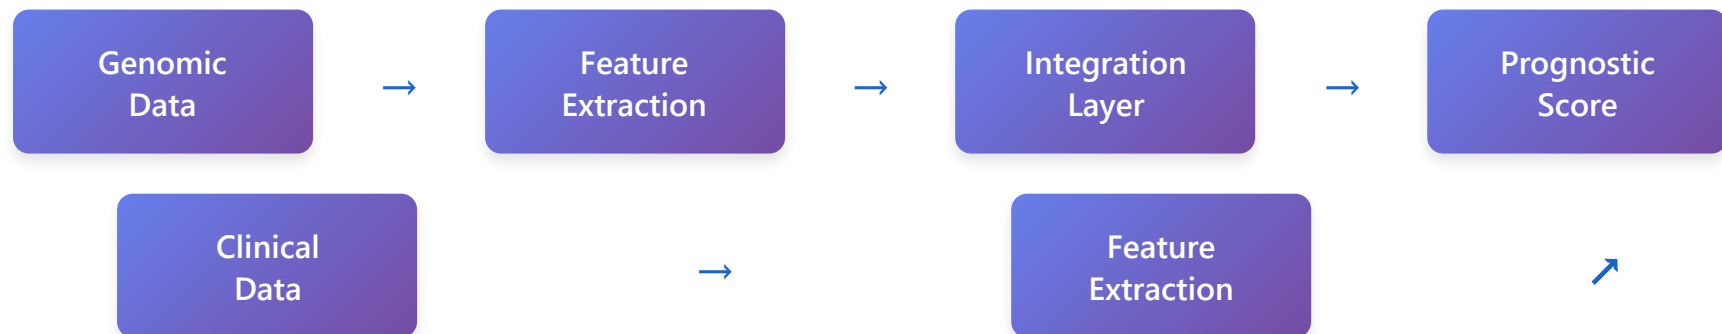 Genomic
Data
→
Feature
Extraction
→
Integration
Layer
→
Prognostic
Score
Clinical
Data
→
Feature
Extraction
↗